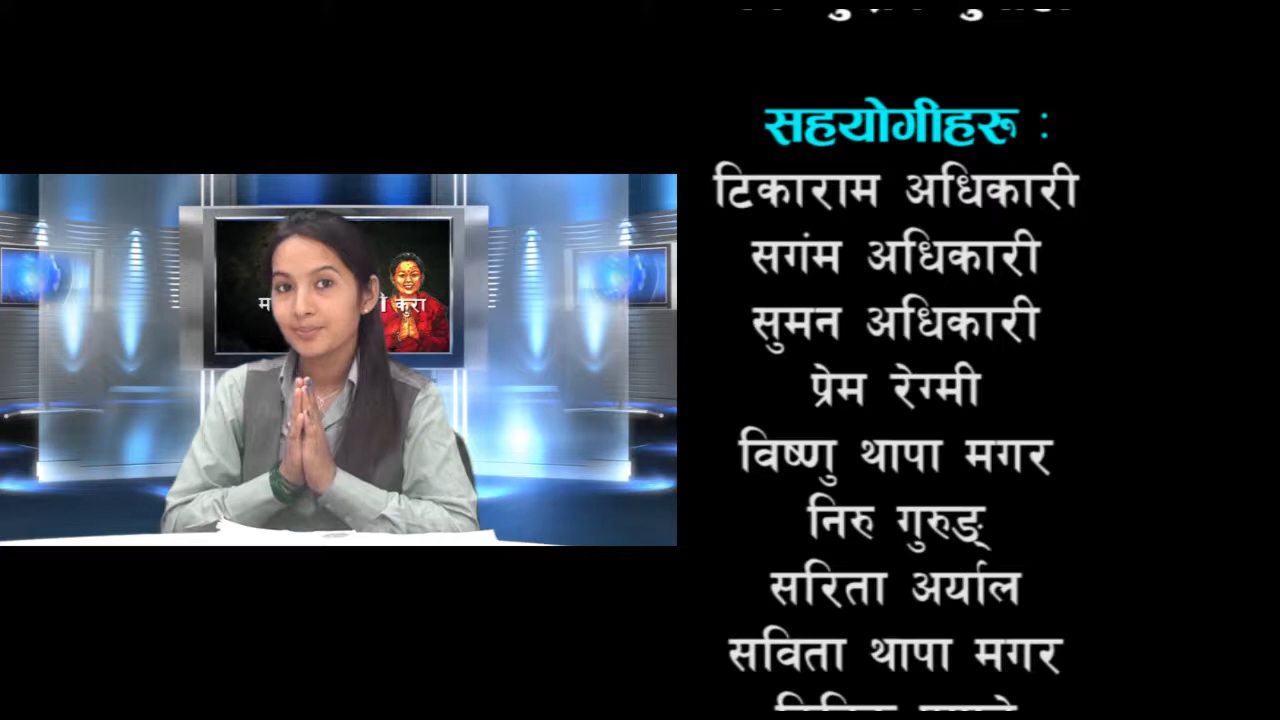 सहयोगीहरू :
टिकाराम अधिकारी
सगंम अधिकारी
सुमन अधिकारी
प्रेम रेग्मी
विष्णु थापा मगर
निरु गुरुङ्
सरिता अर्याल
सविता थापा मगर
कुरा